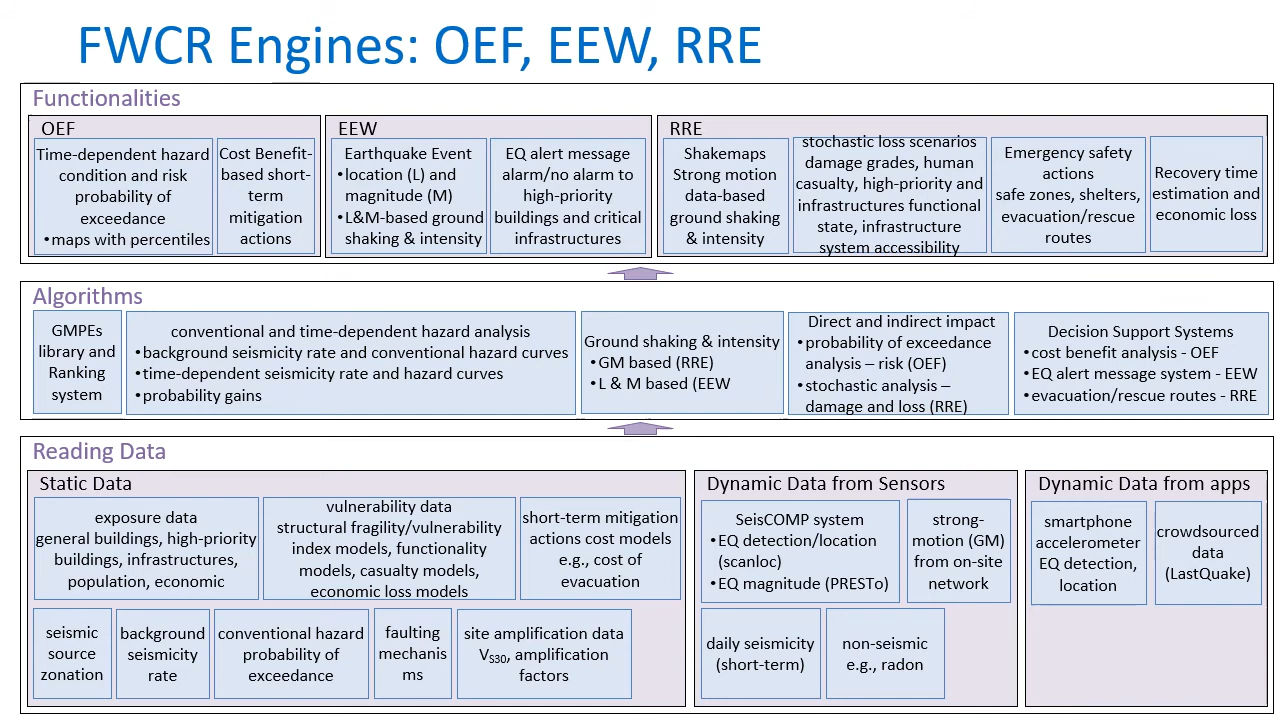 FWCR Engines: OEF, EEW, RRE
Functionalities
OEF
Time-dependent hazard
condition and risk
probability of
exceedance
•maps with percentiles
Cost Benefit-
based short-
term
mitigation
actions
EEW
Earthquake Event
•location (L) and
magnitude (M)
•L&M-based ground
shaking & intensity
EQ alert message
alarm/no alarm to
high-priority
buildings and critical
infrastructures
RRE
Shakemaps
Strong motion
data-based
ground shaking
& intensity
stochastic loss scenarios
damage grades, human
casualty, high-priority and
infrastructures functional
state, infrastructure
system accessibility
Emergency safety
actions
safe zones, shelters,
evacuation/rescue
routes
Recovery time
estimation and
economic loss
Algorithms
GMPEs
library and
Ranking
system
conventional and time-dependent hazard analysis
•background seismicity rate and conventional hazard curves
•time-dependent seismicity rate and hazard curves
•probability gains
Ground shaking & intensity
•GM based (RRE)
•L & M based (EEW
Direct and indirect impact
•probability of exceedance
analysis – risk (OEF)
•stochastic analysis –
damage and loss (RRE)
Decision Support Systems
•cost benefit analysis - OEF
•EQ alert message system - EEW
•evacuation/rescue routes - RRE
Reading Data
Static Data
exposure data
general buildings, high-priority
buildings, infrastructures,
population, economic
vulnerability data
structural fragility/vulnerability
index models, functionality
models, casualty models,
economic loss models
short-term mitigation
actions cost models
e.g., cost of
evacuation
seismic
source
zonation
background
seismicity
rate
conventional hazard
probability of
exceedance
faulting
mechanis
ms
site amplification data
VS30, amplification
factors
Dynamic Data from Sensors
SeisCOMP system
•EQ detection/location
(scanloc)
•EQ magnitude (PRESTo)
strong-
motion (GM)
from on-site
network
daily seismicity
(short-term)
non-seismic
e.g., radon
Dynamic Data from apps
smartphone
accelerometer
EQ detection,
location
crowdsourced
data
(LastQuake)